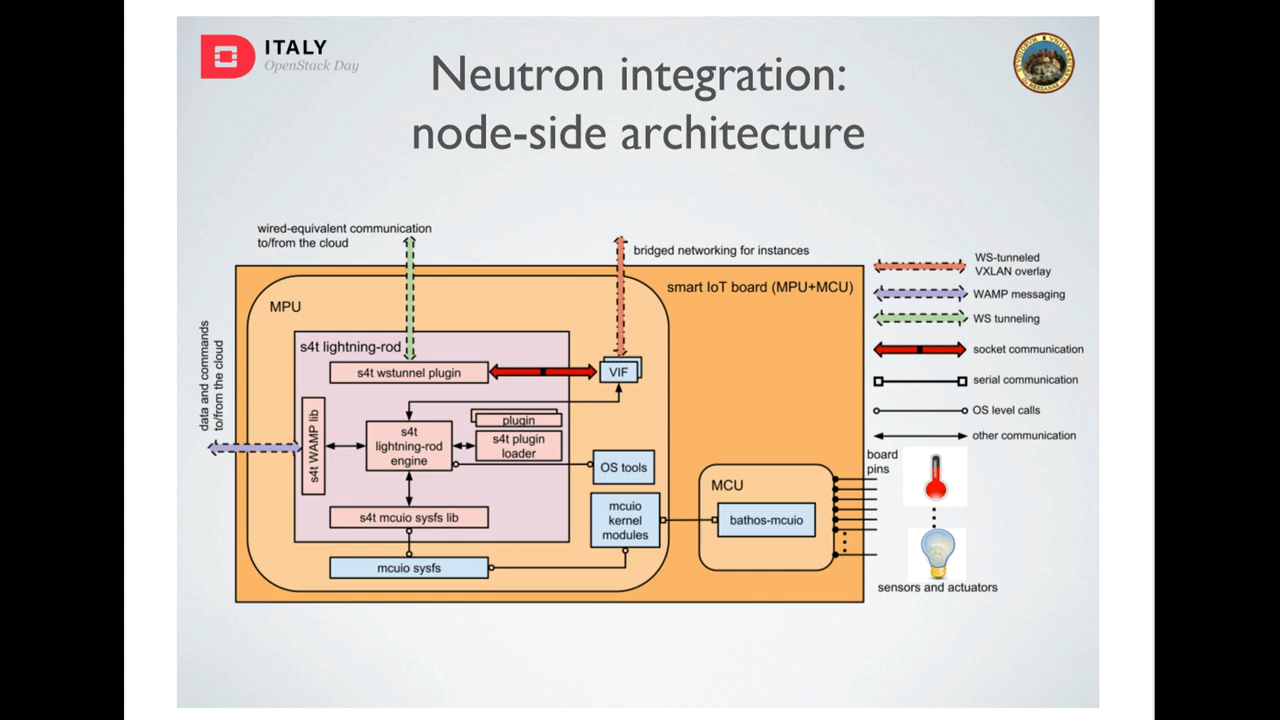 ITALY
OpenStack Day
Neutron integration:
node-side architecture
wired-equivalent communication
to/from the cloud
bridged networking for instances
smart IoT board (MPU+MCU)
MPU
data and commands
to/from the cloud
s4t lightning-rod
s4t wstunnel plugin
VIF
s4t WAMP lib
s4t
lightning-rod
engine
plugin
s4t plugin
loader
OS tools
s4t mcuio sysfs lib
mcuio
kernel
modules
mcuio sysfs
MCU
bathos-mcuio
WS-tunneled
VXLAN overlay
WAMP messaging
WS tunneling
socket communication
serial communication
OS level calls
other communication
board
pins
sensors and actuators